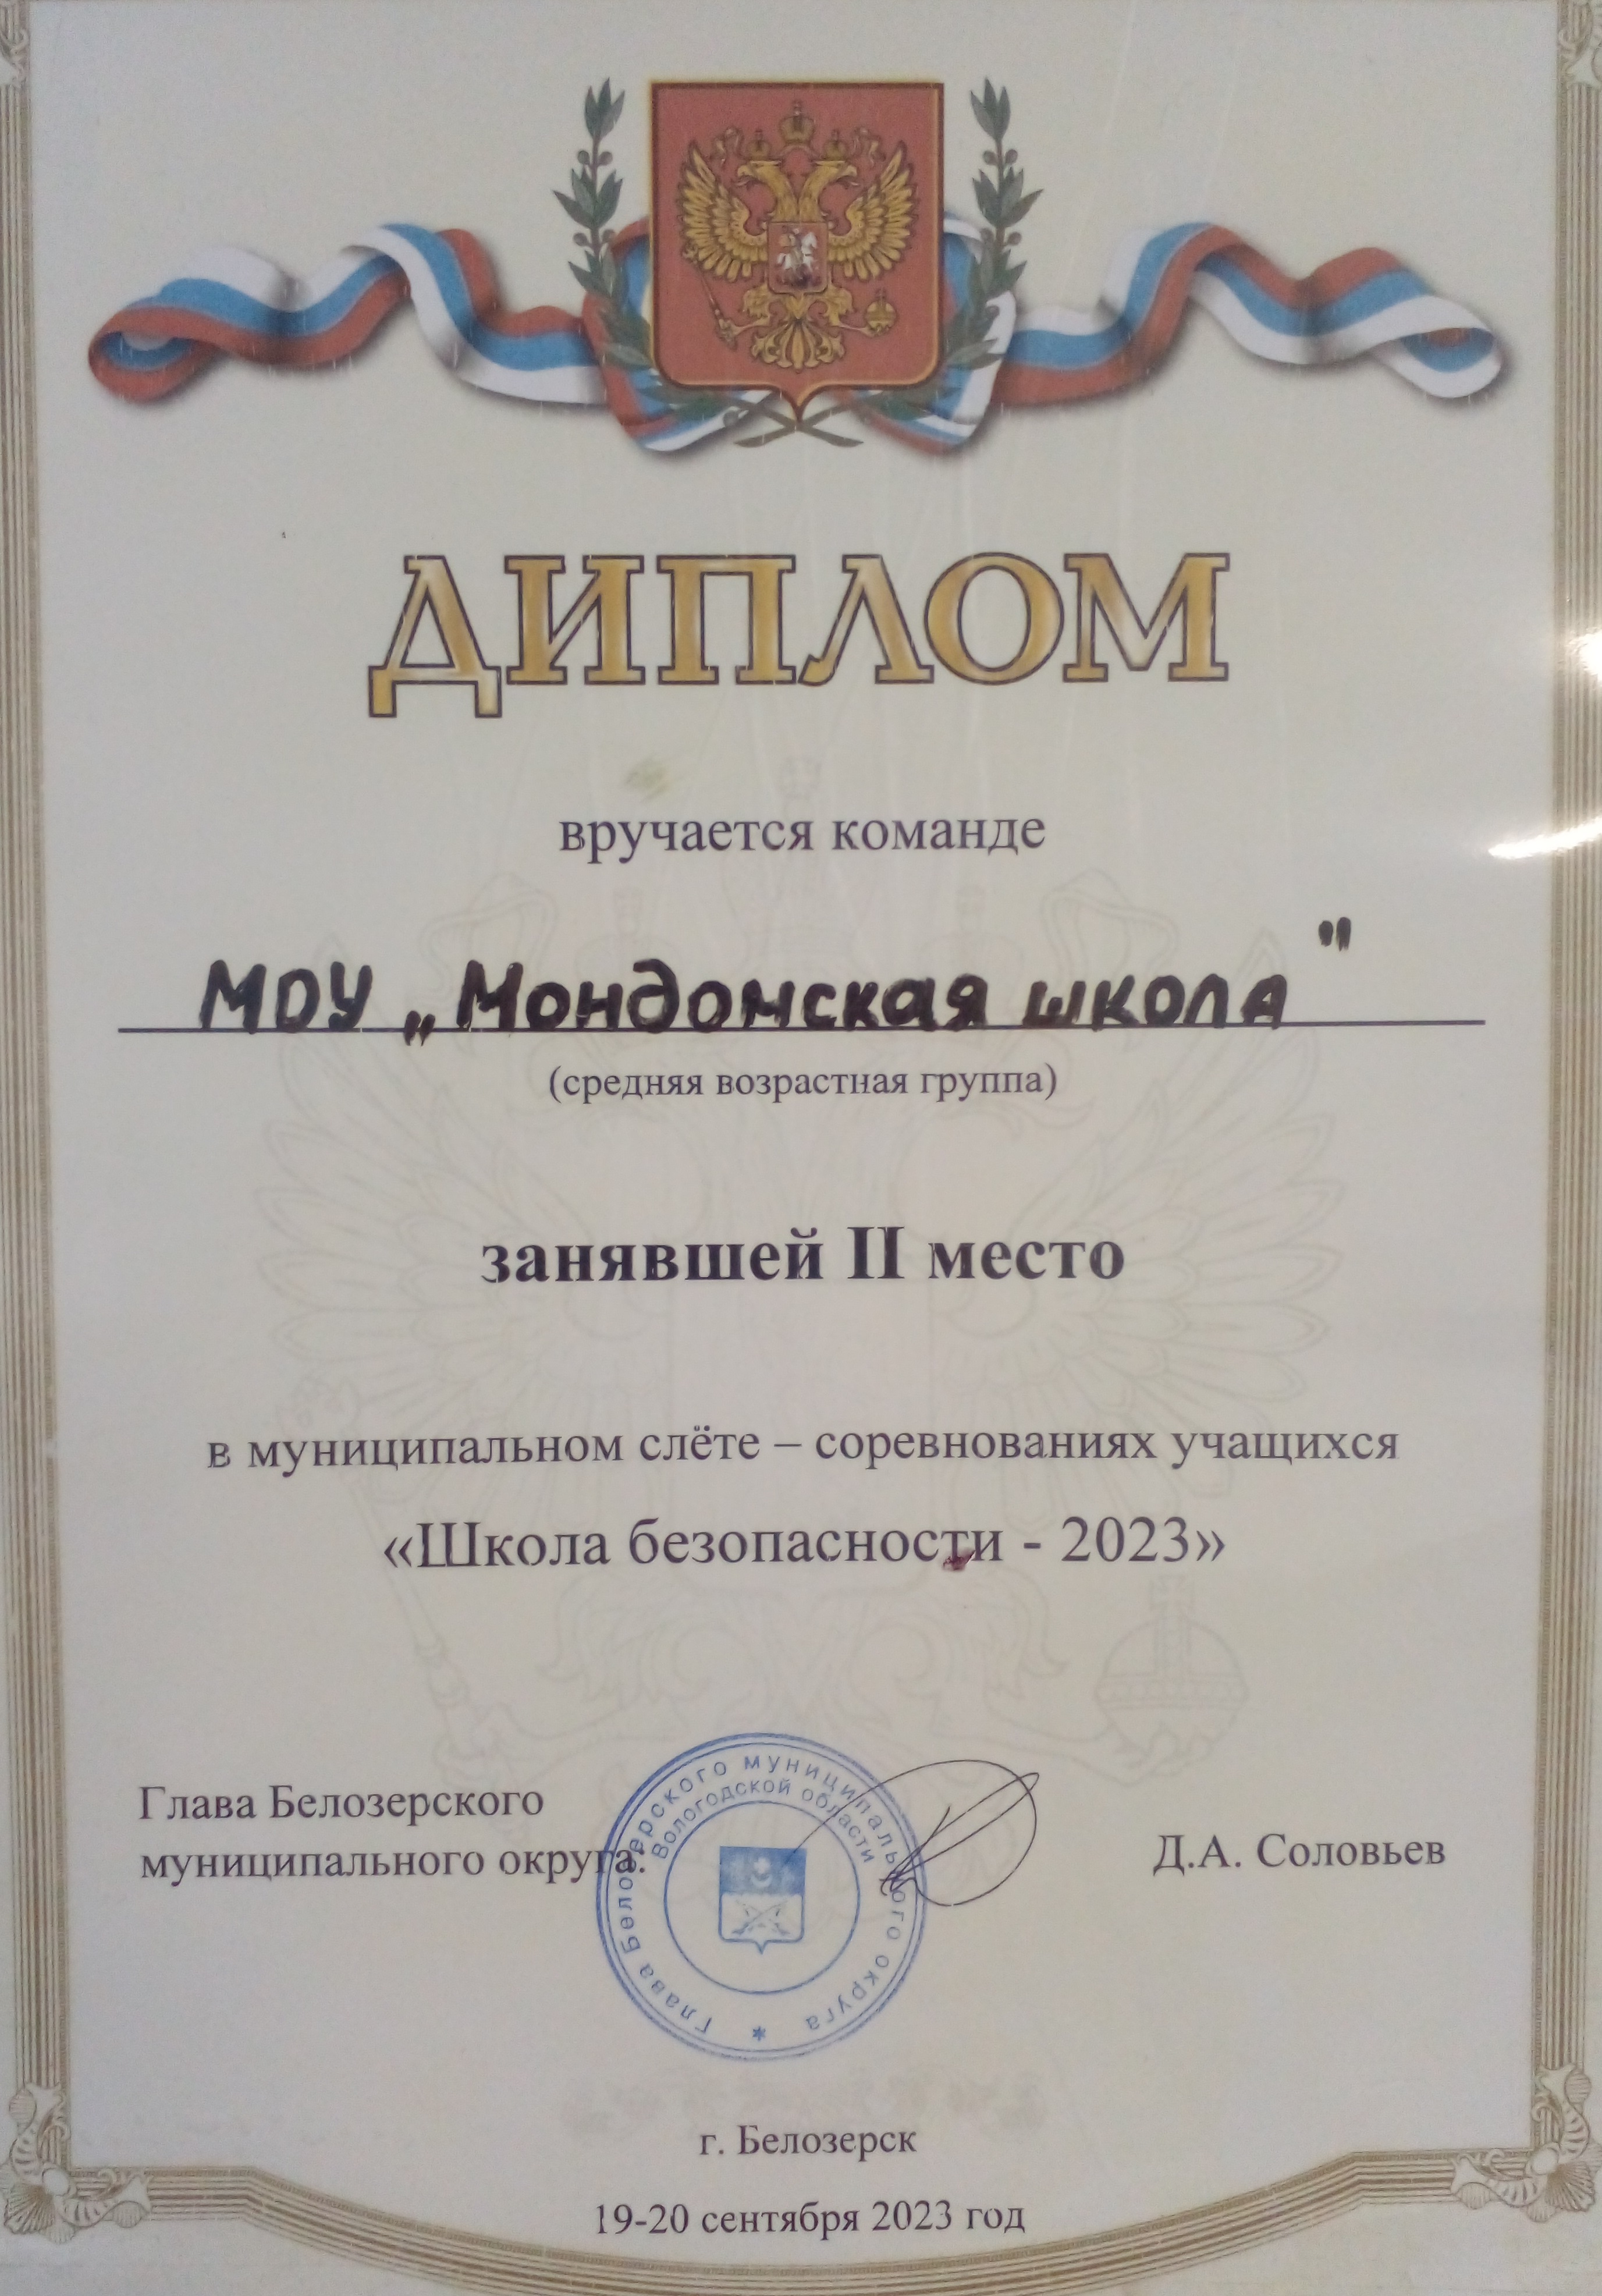 ДИПЛОМ
вручается команде
МОУ „Мондомская школа"
(средняя возрастная группа)
занявшей II место
в муниципальном слёте – соревнованиях учащихся
«Школа безопасности - 2023»
Глава Белозерского
муниципального округа:
Д.А. Соловьев
Глава Белозерского муниципального округа *
Вологодской области
г. Белозерск
19-20 сентября 2023 год